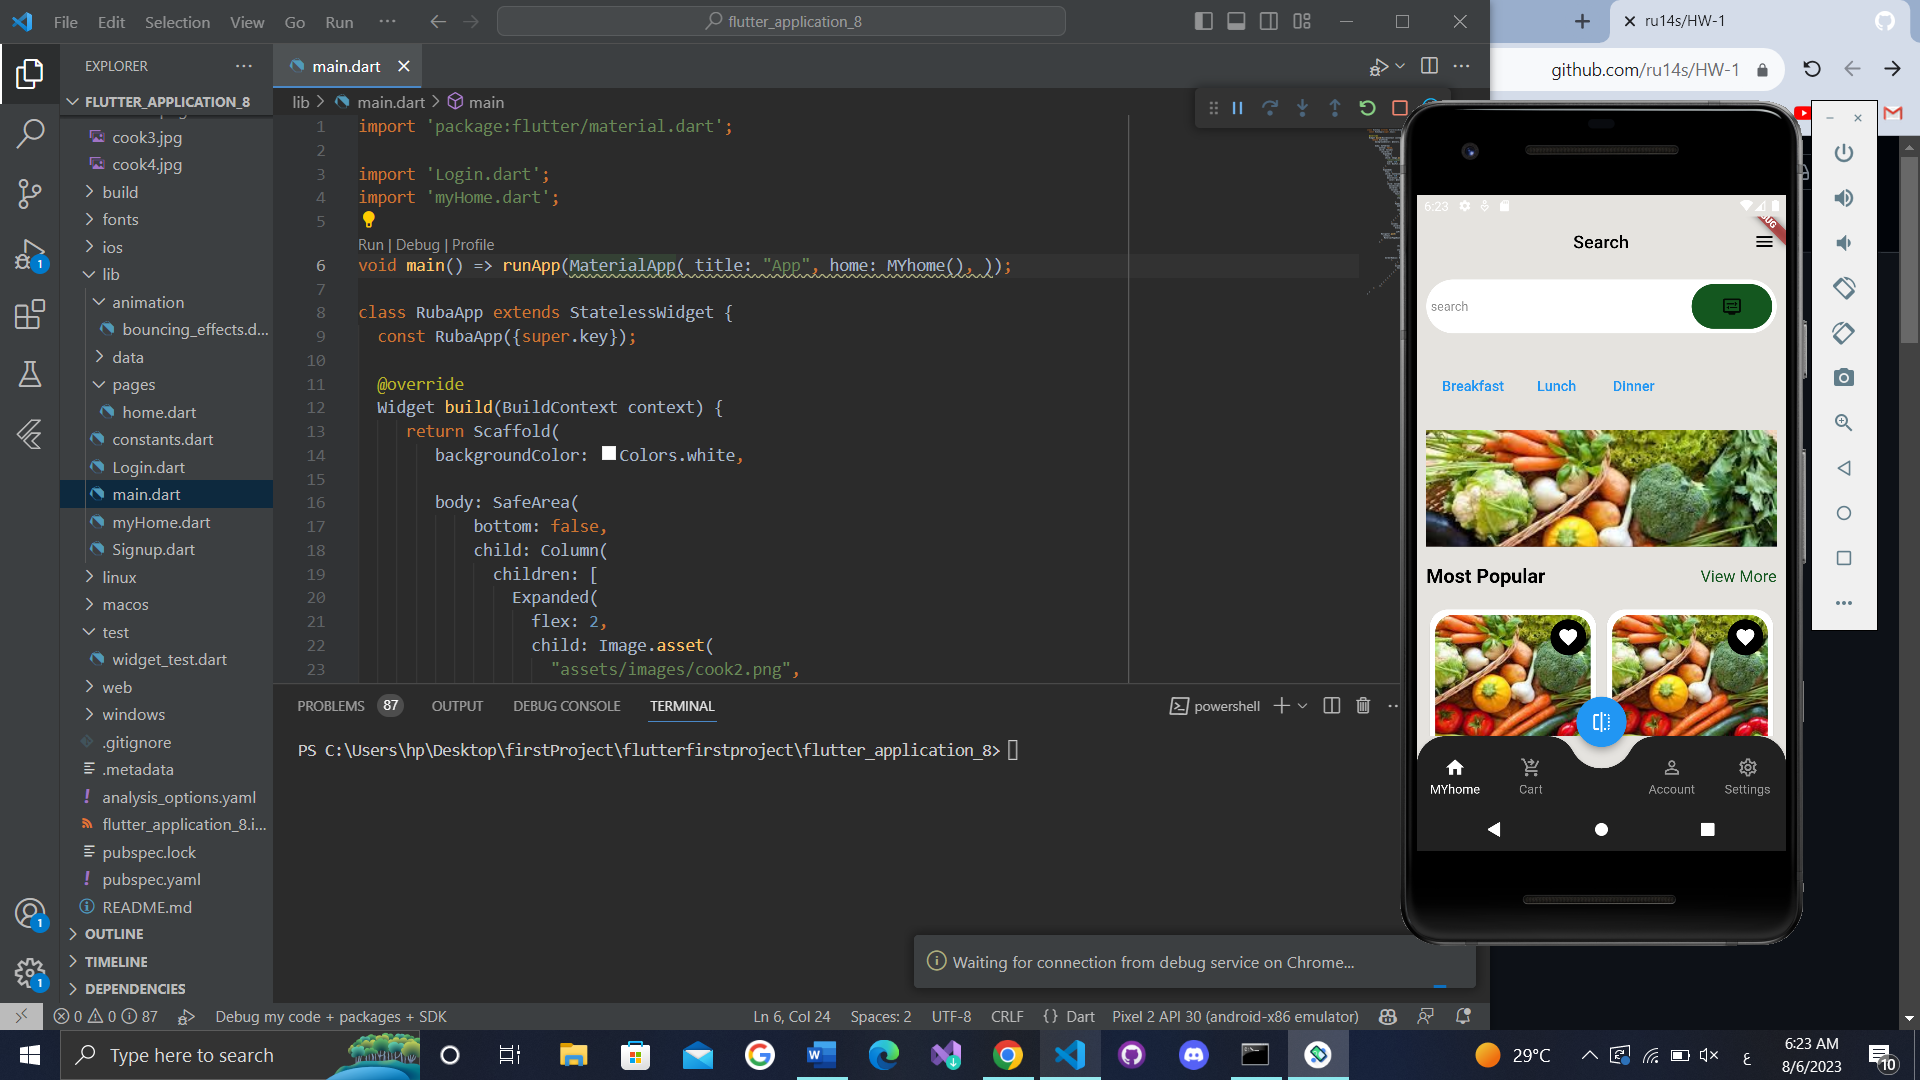 File Edit Selection View Go Run ···
flutter_application_8
ru14s/HW-1
github.com/ru14s/HW-1
EXPLORER
FLUTTER_APPLICATION_8
cook3.jpg
cook4.jpg
build
fonts
ios
lib
animation
bouncing_effects.d...
data
pages
home.dart
constants.dart
Login.dart
main.dart
myHome.dart
Signup.dart
linux
macos
test
widget_test.dart
web
windows
.gitignore
.metadata
analysis_options.yaml
flutter_application_8.i...
pubspec.lock
pubspec.yaml
README.md
OUTLINE
TIMELINE
DEPENDENCIES
1
1
1
main.dart
lib > main.dart > main
1 import 'package:flutter/material.dart';
2
3 import 'Login.dart';
4 import 'myHome.dart';
5
Run | Debug | Profile
6 void main() => runApp(MaterialApp( title: "App", home: MYhome(), ));
7
8 class RubaApp extends StatelessWidget {
9 const RubaApp({super.key});
10
11 @override
12 Widget build(BuildContext context) {
13 return Scaffold(
14 backgroundColor: Colors.white,
15
16 body: SafeArea(
17 bottom: false,
18 child: Column(
19 children: [
20 Expanded(
21 flex: 2,
22 child: Image.asset(
23 "assets/images/cook2.png",
PROBLEMS 87 OUTPUT DEBUG CONSOLE TERMINAL
powershell
PS C:\Users\hp\Desktop\firstProject\flutterfirstproject\flutter_application_8>
Waiting for connection from debug service on Chrome...
6:23
Search
search
Breakfast Lunch DInner
Most Popular View More
MYhome Cart Account Settings
0 0 87 Debug my code + packages + SDK
Ln 6, Col 24 Spaces: 2 UTF-8 CRLF {} Dart Pixel 2 API 30 (android-x86 emulator)
Type here to search
29°C
ع
6:23 AM
8/6/2023
10